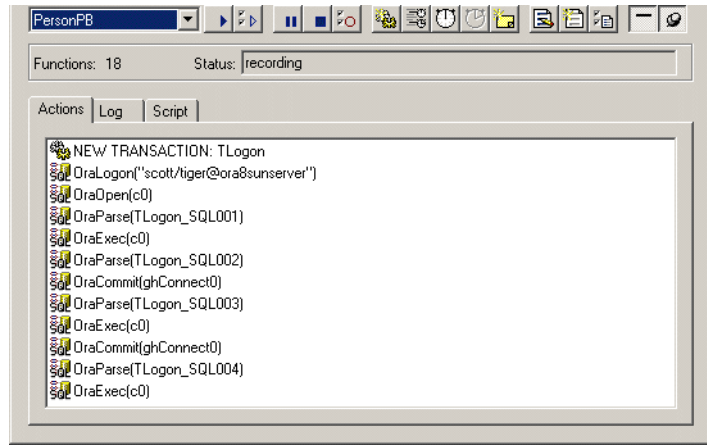 PersonPB
Functions: 18 Status: recording
Actions Log Script
NEW TRANSACTION: TLogon
OraLogon("scott/tiger@ora8sunserver")
OraOpen(c0)
OraParse(TLogon_SQL001)
OraExec(c0)
OraParse(TLogon_SQL002)
OraCommit(ghConnect0)
OraParse(TLogon_SQL003)
OraExec(c0)
OraCommit(ghConnect0)
OraParse(TLogon_SQL004)
OraExec(c0)